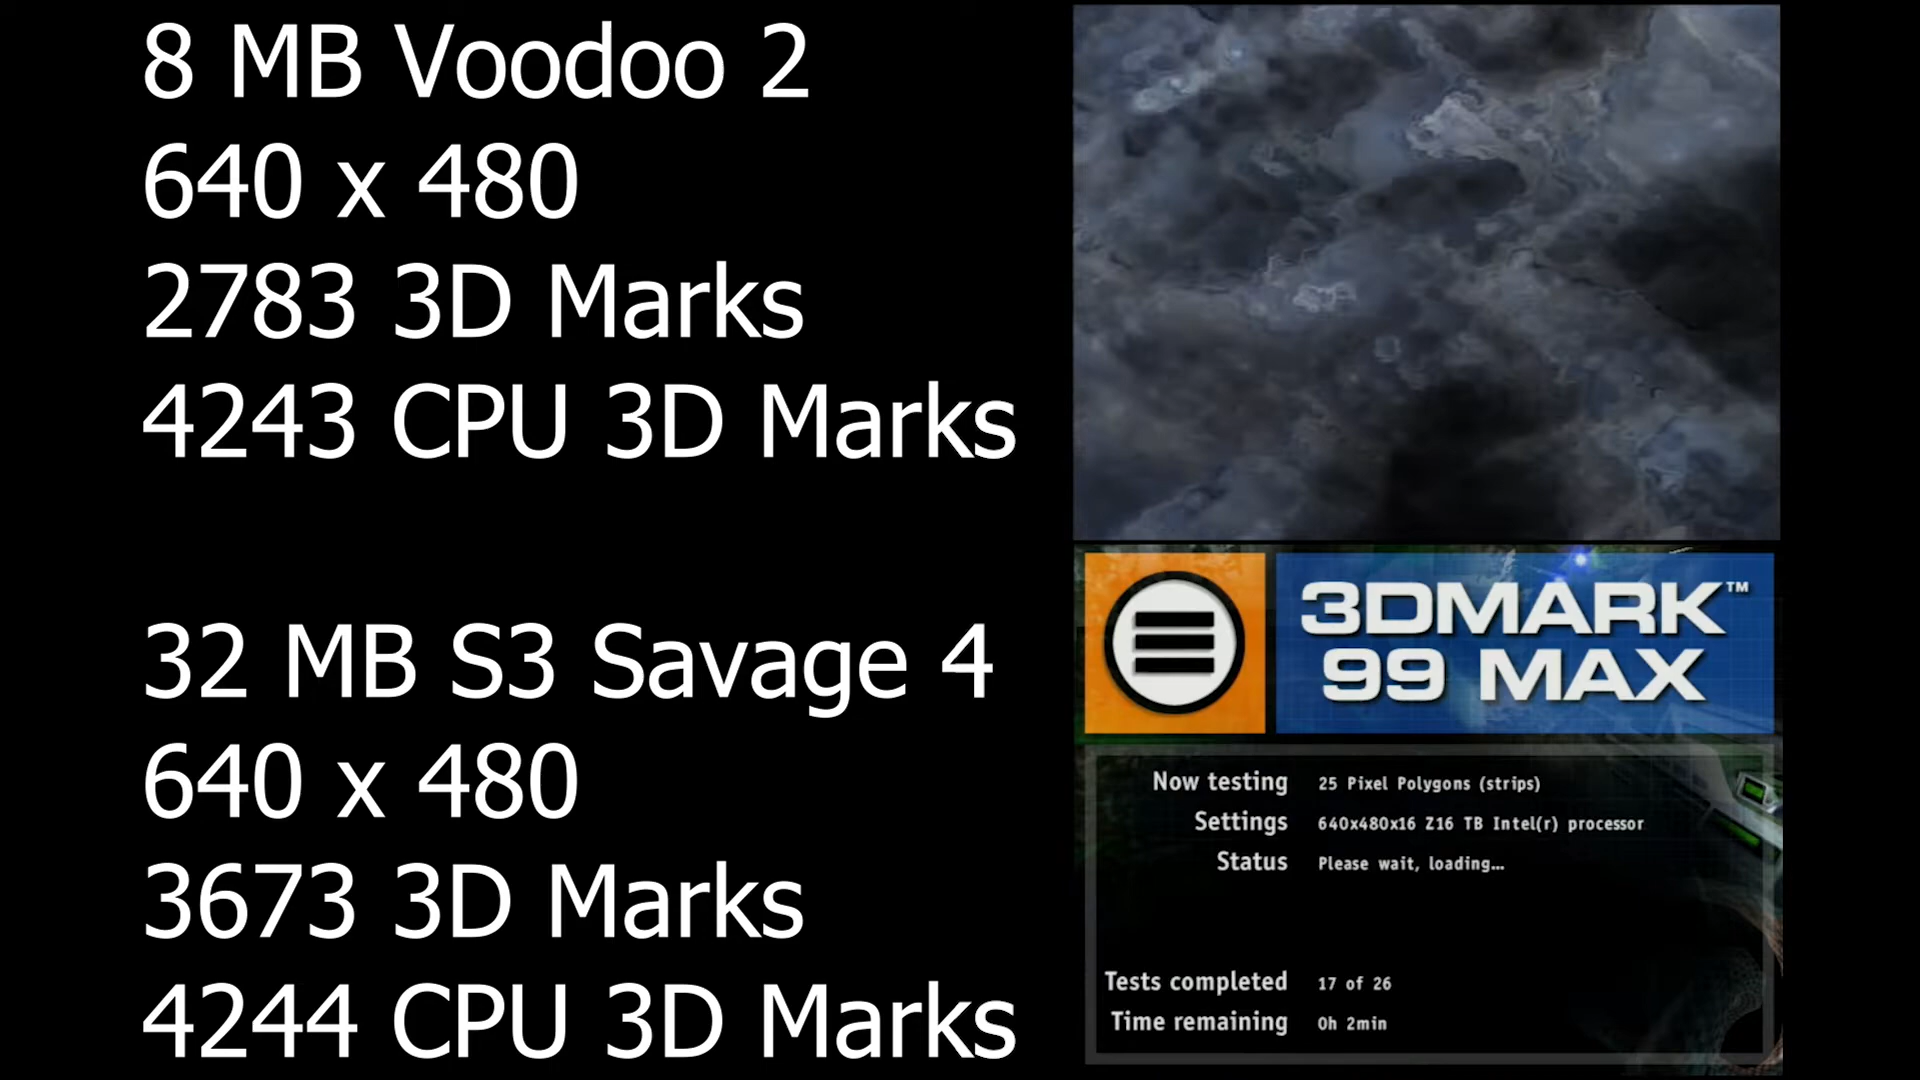 8 MB Voodoo 2
640 x 480
2783 3D Marks
4243 CPU 3D Marks
32 MB S3 Savage 4
640 x 480
3673 3D Marks
4244 CPU 3D Marks
3DMARK™
99 MAX
Now testing 25 Pixel Polygons (strips)
Settings 640x480x16 Z16 TB Intel(r) processor
Status Please wait, loading...
Tests completed 17 of 26
Time remaining 0h 2min